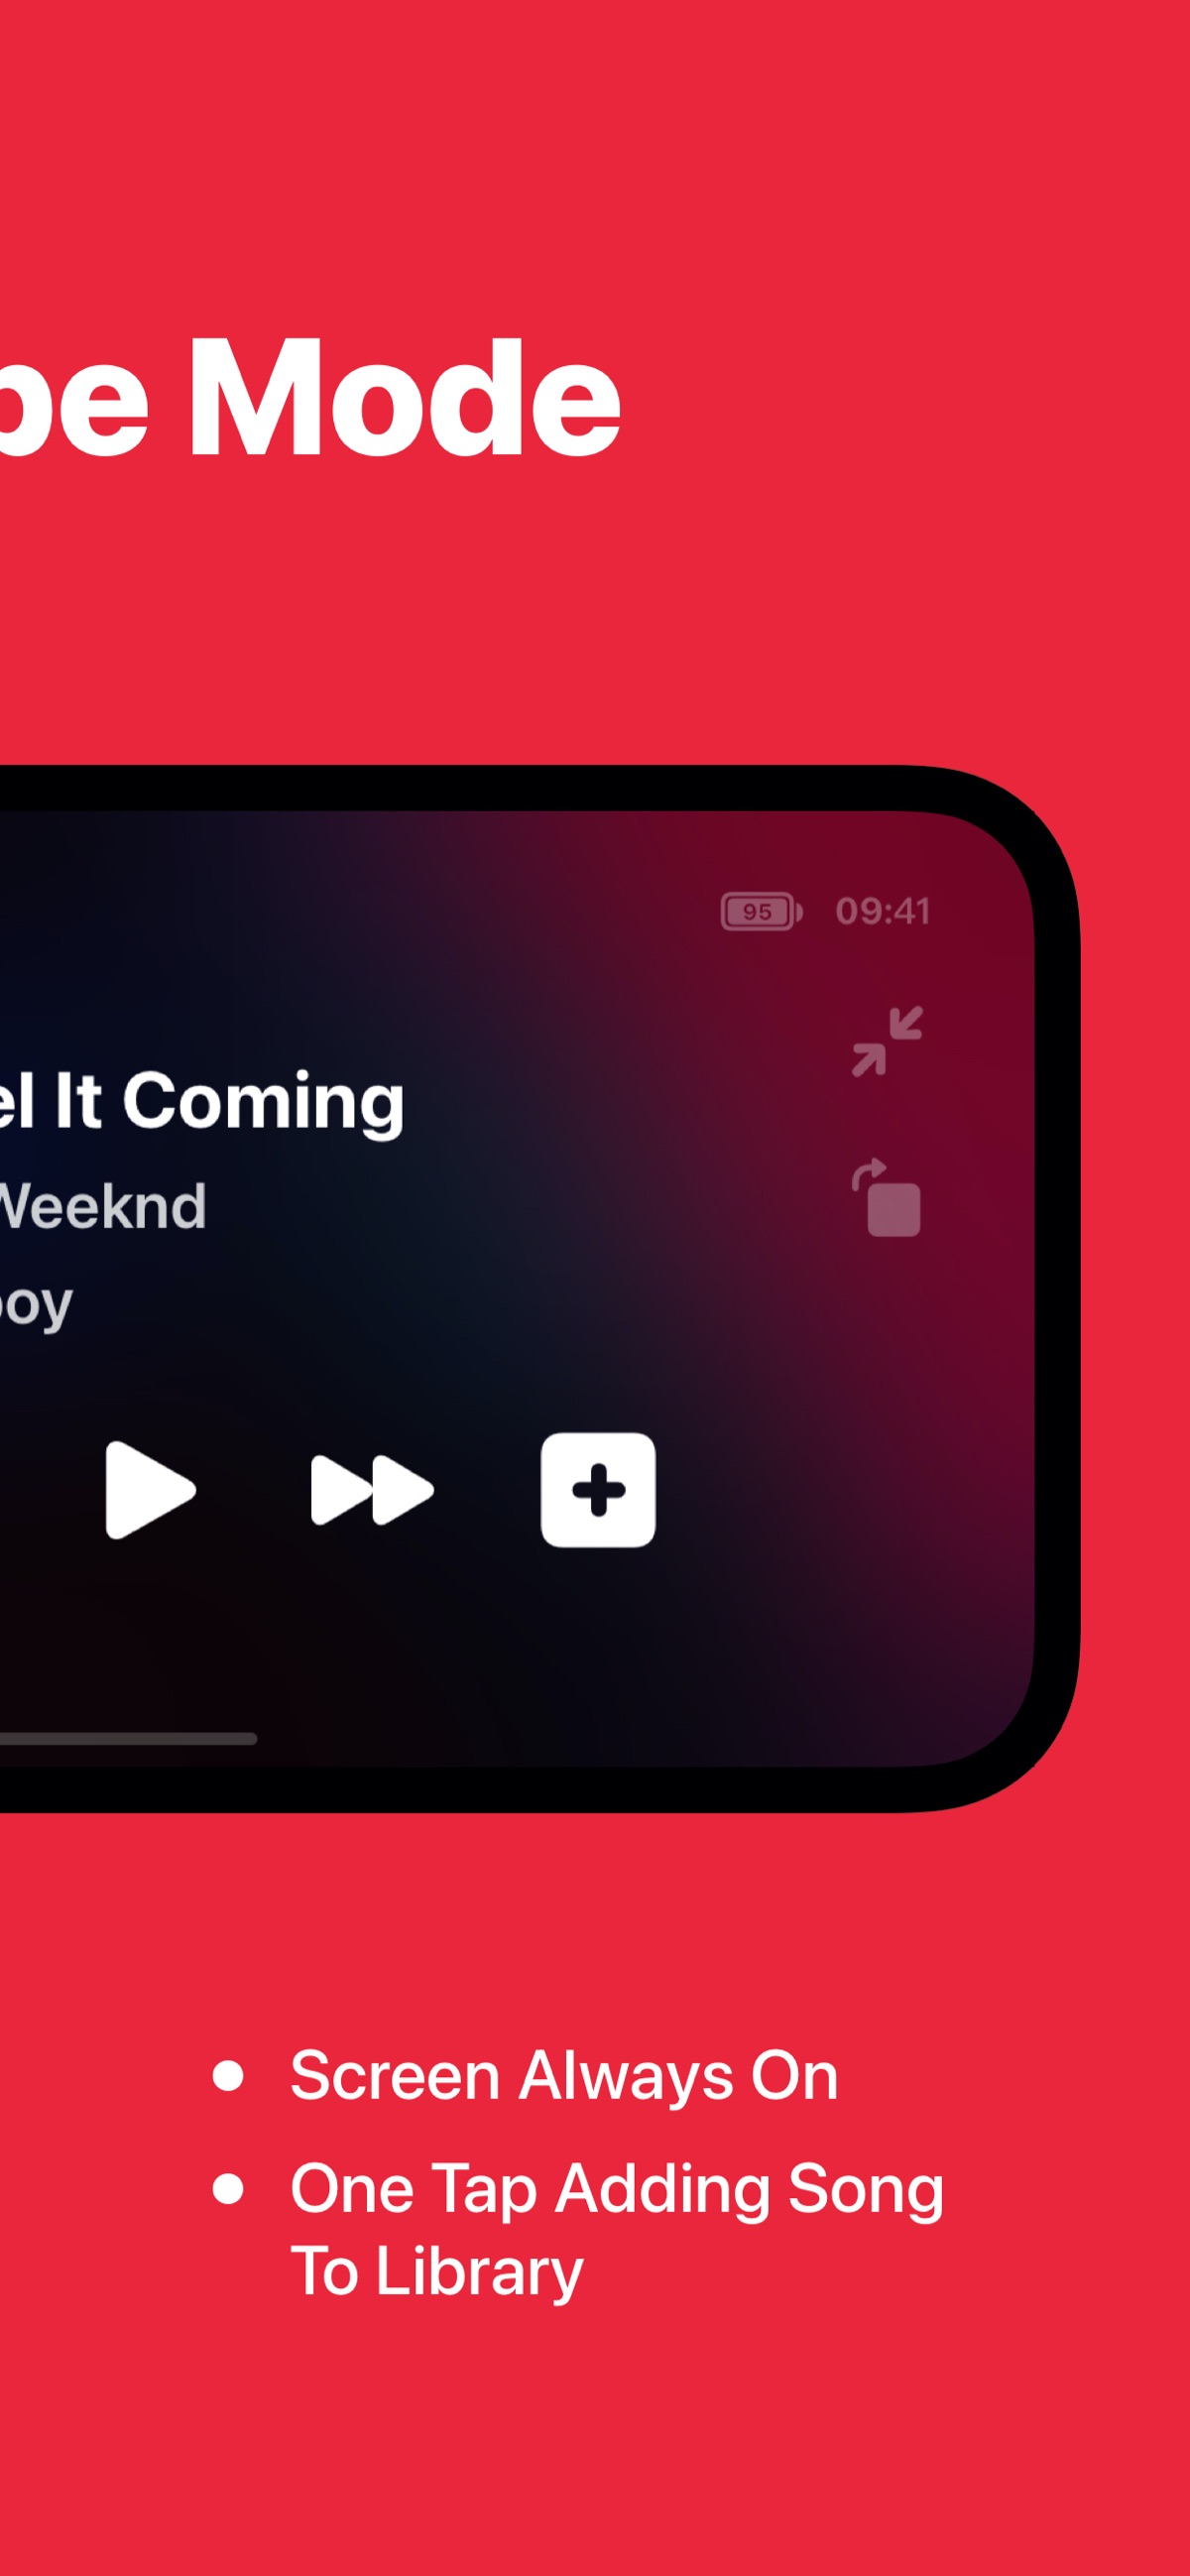 pe Mode
95 09:41
el It Coming
Weeknd
boy
Screen Always On
One Tap Adding Song
To Library